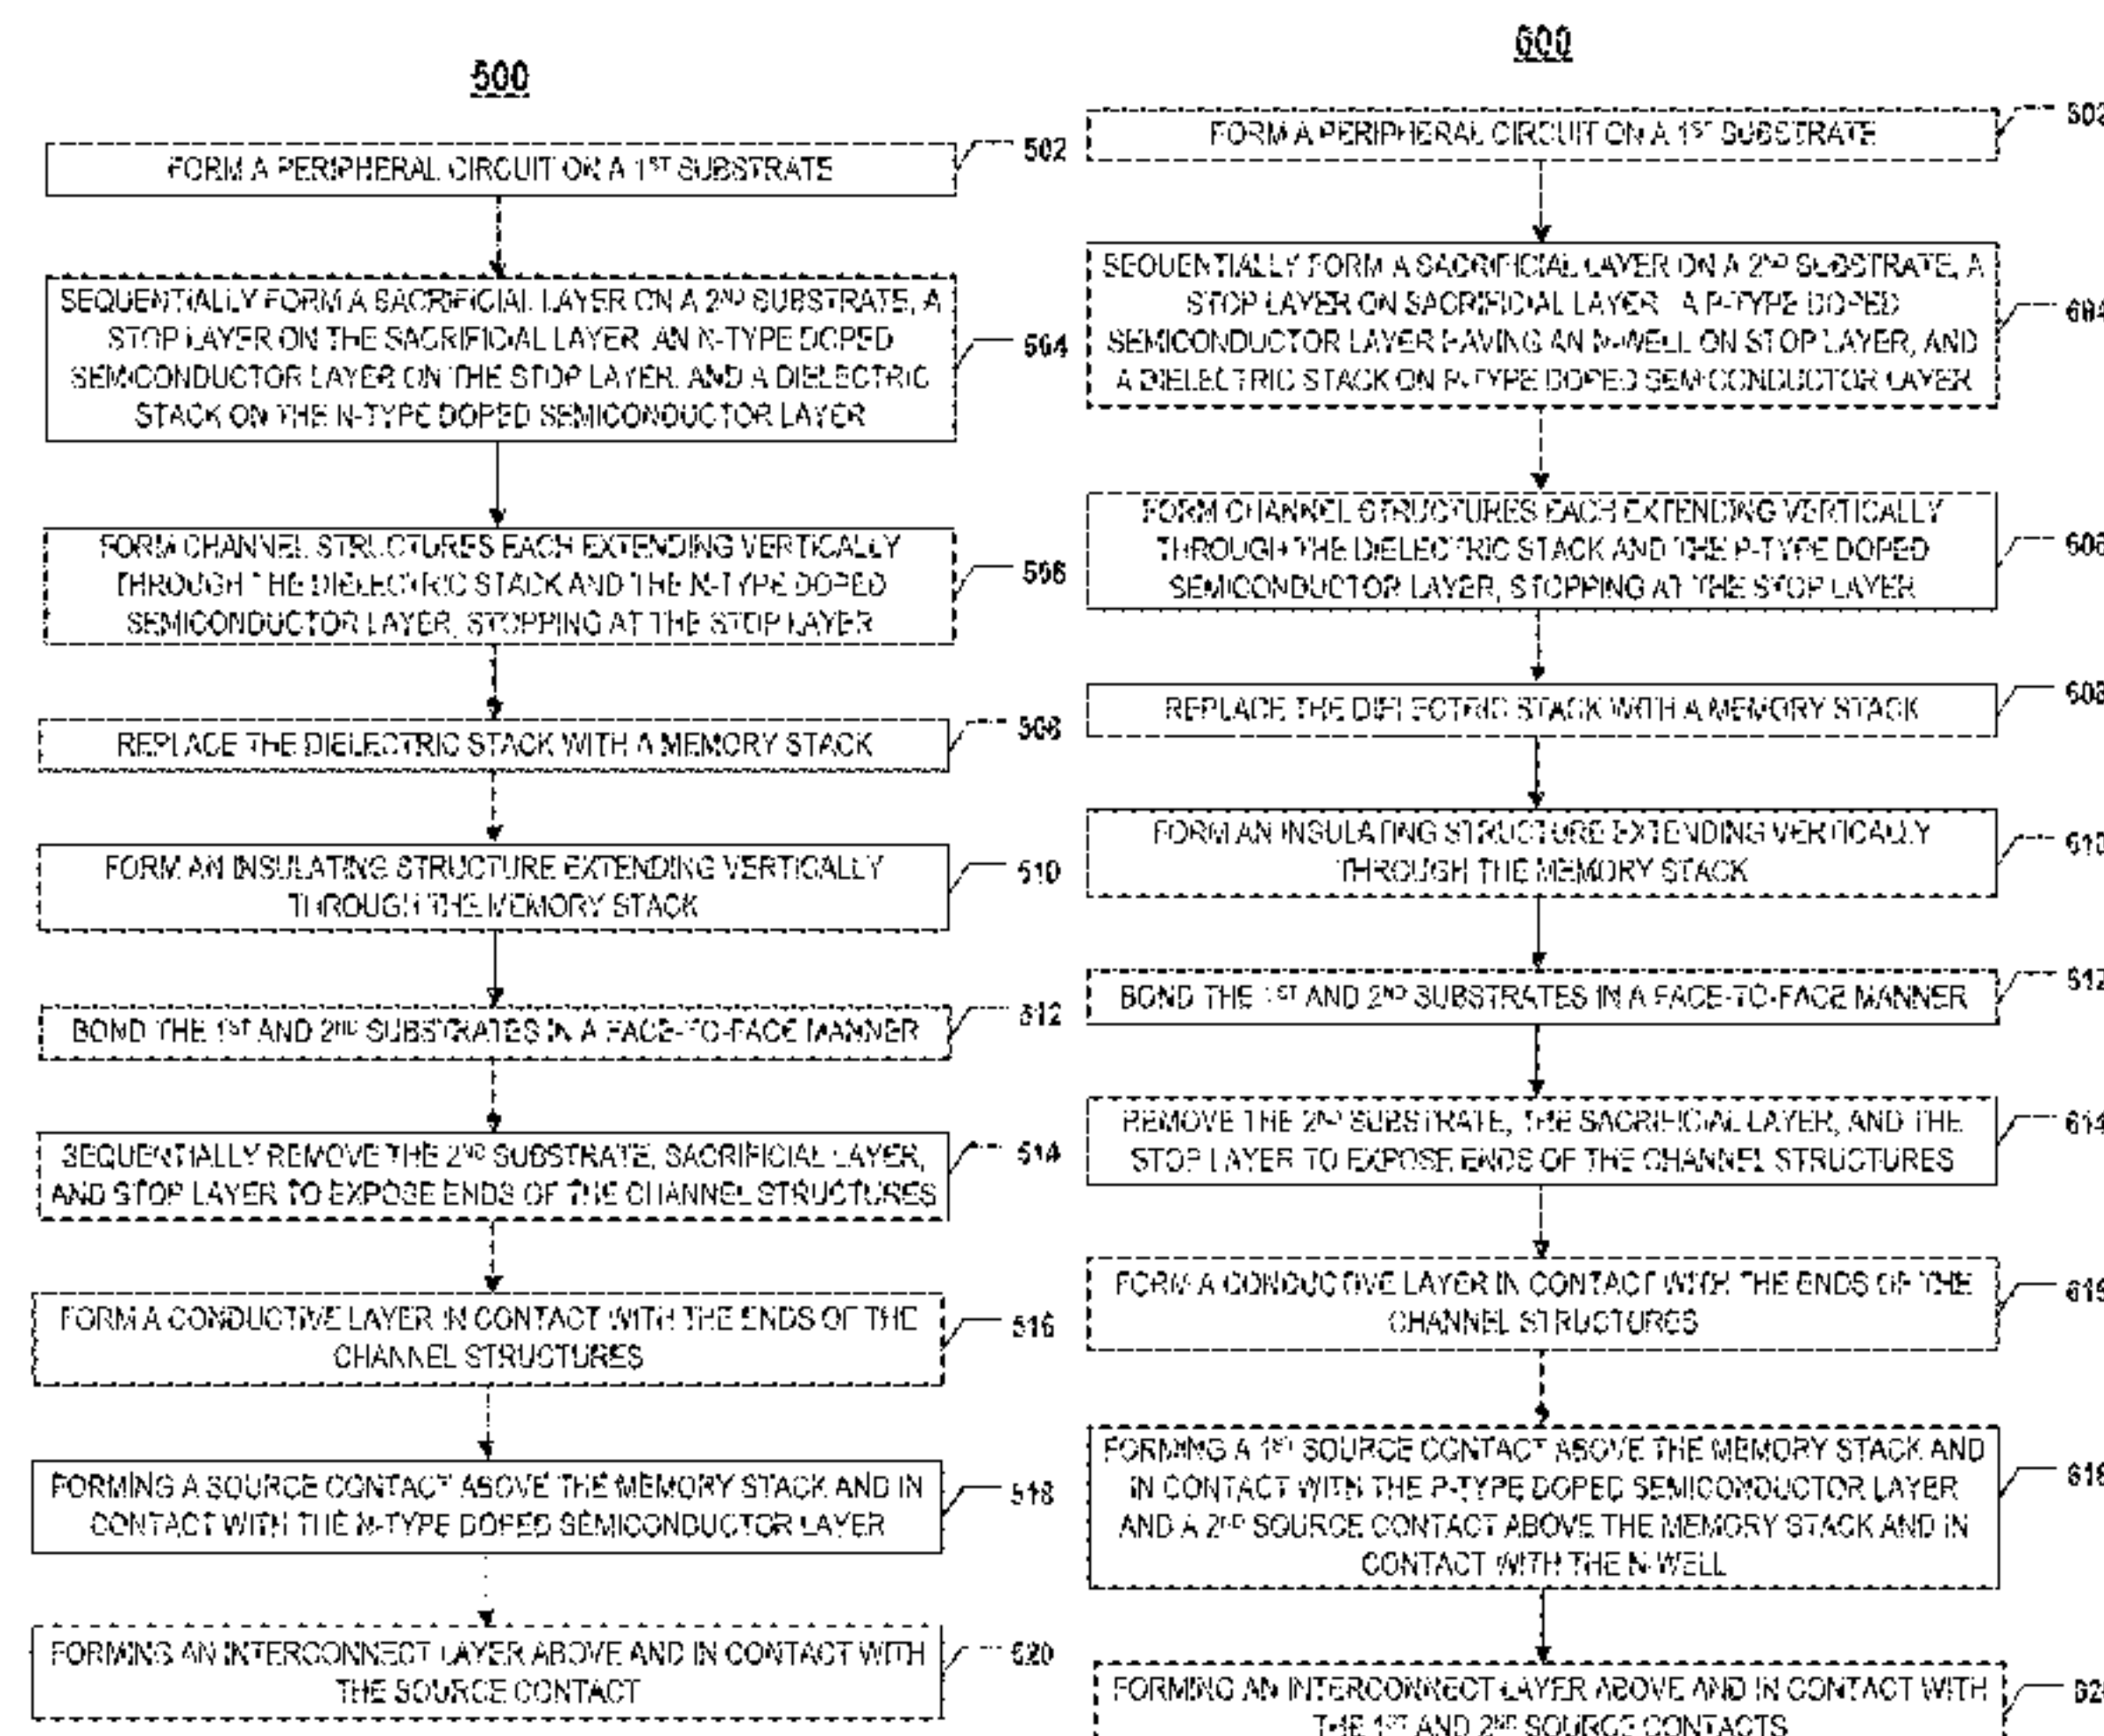 500
FORM A PERIPHERAL CIRCUIT ON A 1ST SUBSTRATE
502
SEQUENTIALLY FORM A SACRIFICIAL LAYER ON A 2ND SUBSTRATE, A
STOP LAYER ON THE SACRIFICIAL LAYER, AN N-TYPE DOPED
SEMICONDUCTOR LAYER ON THE STOP LAYER, AND A DIELECTRIC
STACK ON THE N-TYPE DOPED SEMICONDUCTOR LAYER
504
FORM CHANNEL STRUCTURES EACH EXTENDING VERTICALLY
THROUGH THE DIELECTRIC STACK AND THE N-TYPE DOPED
SEMICONDUCTOR LAYER, STOPPING AT THE STOP LAYER
506
REPLACE THE DIELECTRIC STACK WITH A MEMORY STACK
508
FORM AN INSULATING STRUCTURE EXTENDING VERTICALLY
THROUGH THE MEMORY STACK
510
BOND THE 1ST AND 2ND SUBSTRATES IN A FACE-TO-FACE MANNER
512
SEQUENTIALLY REMOVE THE 2ND SUBSTRATE, SACRIFICIAL LAYER,
AND STOP LAYER TO EXPOSE ENDS OF THE CHANNEL STRUCTURES
514
FORM A CONDUCTIVE LAYER IN CONTACT WITH THE ENDS OF THE
CHANNEL STRUCTURES
516
FORMING A SOURCE CONTACT ABOVE THE MEMORY STACK AND IN
CONTACT WITH THE N-TYPE DOPED SEMICONDUCTOR LAYER
518
FORMING AN INTERCONNECT LAYER ABOVE AND IN CONTACT WITH
THE SOURCE CONTACT
520
600
FORM A PERIPHERAL CIRCUIT ON A 1ST SUBSTRATE
602
SEQUENTIALLY FORM A SACRIFICIAL LAYER ON A 2ND SUBSTRATE, A
STOP LAYER ON SACRIFICIAL LAYER, A P-TYPE DOPED
SEMICONDUCTOR LAYER HAVING AN N-WELL ON STOP LAYER, AND
A DIELECTRIC STACK ON P-TYPE DOPED SEMICONDUCTOR LAYER
604
FORM CHANNEL STRUCTURES EACH EXTENDING VERTICALLY
THROUGH THE DIELECTRIC STACK AND THE P-TYPE DOPED
SEMICONDUCTOR LAYER, STOPPING AT THE STOP LAYER
606
REPLACE THE DIELECTRIC STACK WITH A MEMORY STACK
608
FORM AN INSULATING STRUCTURE EXTENDING VERTICALLY
THROUGH THE MEMORY STACK
610
BOND THE 1ST AND 2ND SUBSTRATES IN A FACE-TO-FACE MANNER
612
REMOVE THE 2ND SUBSTRATE, THE SACRIFICIAL LAYER, AND THE
STOP LAYER TO EXPOSE ENDS OF THE CHANNEL STRUCTURES
614
FORM A CONDUCTIVE LAYER IN CONTACT WITH THE ENDS OF THE
CHANNEL STRUCTURES
616
FORMING A 1ST SOURCE CONTACT ABOVE THE MEMORY STACK AND
IN CONTACT WITH THE P-TYPE DOPED SEMICONDUCTOR LAYER
AND A 2ND SOURCE CONTACT ABOVE THE MEMORY STACK AND IN
CONTACT WITH THE N-WELL
618
FORMING AN INTERCONNECT LAYER ABOVE AND IN CONTACT WITH
THE 1ST AND 2ND SOURCE CONTACTS